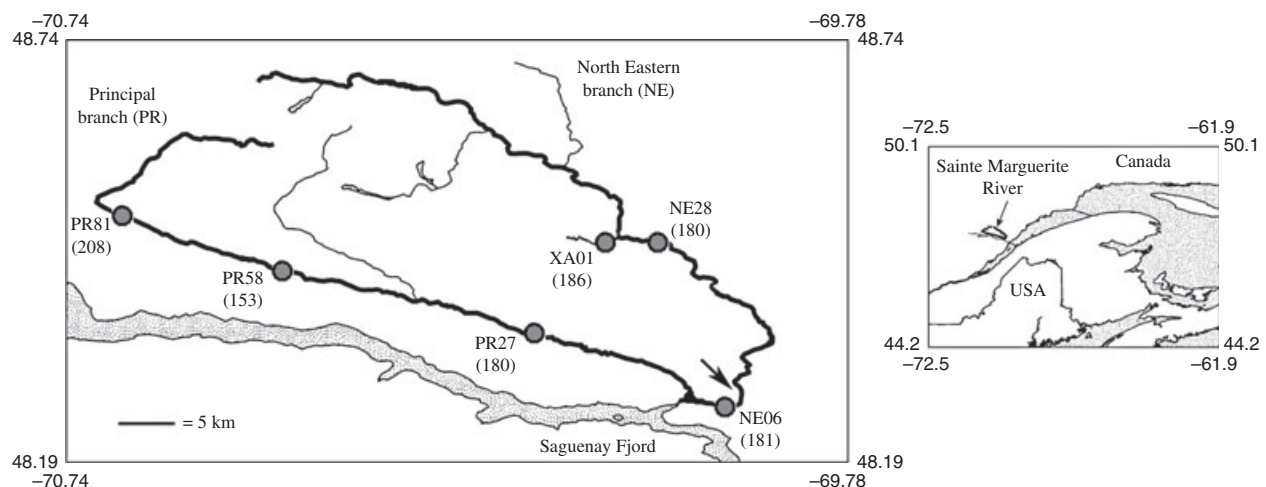 –70.74
–69.78
48.74
48.74
North Eastern
branch (NE)
Principal
branch (PR)
PR81
(208)
PR58
(153)
NE28
(180)
XA01
(186)
PR27
(180)
NE06
(181)
= 5 km
Saguenay Fjord
48.19
48.19
–70.74
–69.78
–72.5
–61.9
50.1
50.1
Sainte Marguerite
River
Canada
USA
44.2
44.2
–72.5
–61.9